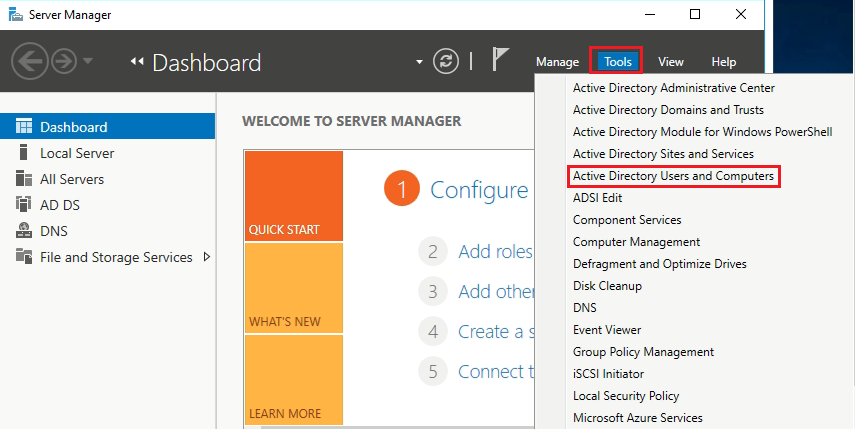 Server Manager
Dashboard
Manage Tools View Help
Dashboard
Local Server
All Servers
AD DS
DNS
File and Storage Services
WELCOME TO SERVER MANAGER
QUICK START
WHAT'S NEW
LEARN MORE
1 Configure
2 Add roles
3 Add other
4 Create a s
5 Connect t
Active Directory Administrative Center
Active Directory Domains and Trusts
Active Directory Module for Windows PowerShell
Active Directory Sites and Services
Active Directory Users and Computers
ADSI Edit
Component Services
Computer Management
Defragment and Optimize Drives
Disk Cleanup
DNS
Event Viewer
Group Policy Management
iSCSI Initiator
Local Security Policy
Microsoft Azure Services